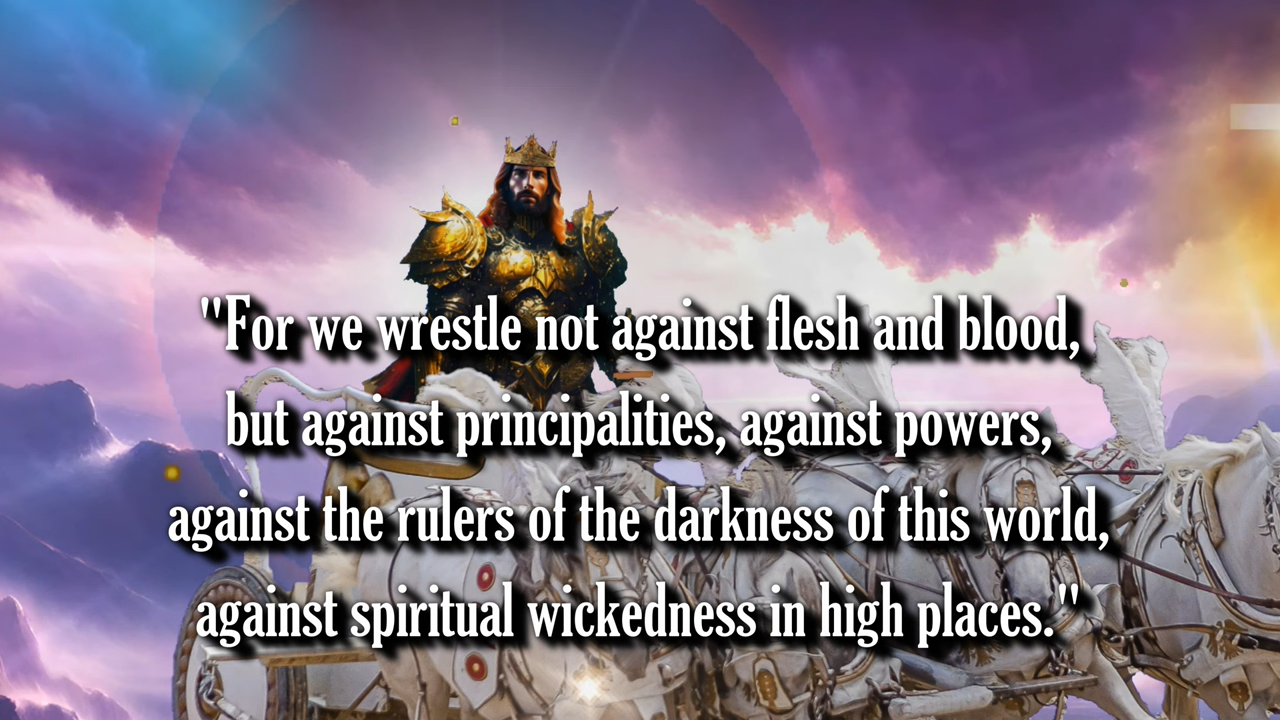 "For we wrestle not against flesh and blood,
but against principalities, against powers,
against the rulers of the darkness of this world,
against spiritual wickedness in high places."